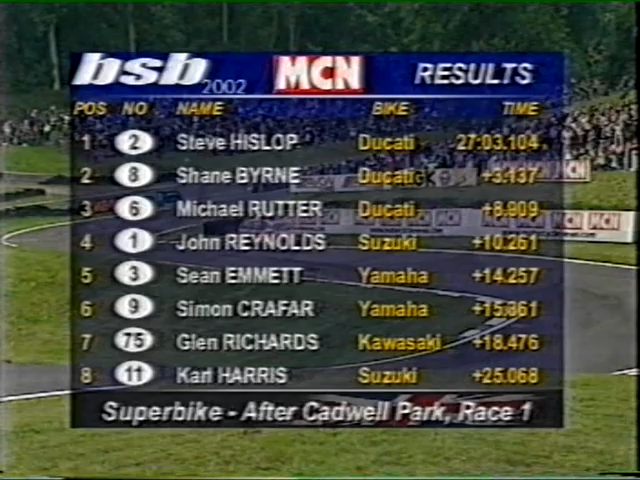 bsb 2002 MCN RESULTS
POS NO NAME BIKE TIME
1 2 Steve HISLOP Ducati 27:03.104
2 8 Shane BYRNE Ducati +3.137
3 6 Michael RUTTER Ducati +8.909
4 1 John REYNOLDS Suzuki +10.261
5 3 Sean EMMETT Yamaha +14.257
6 9 Simon CRAFAR Yamaha +15.861
7 75 Glen RICHARDS Kawasaki +18.476
8 11 Karl HARRIS Suzuki +25.068
Superbike - After Cadwell Park, Race 1